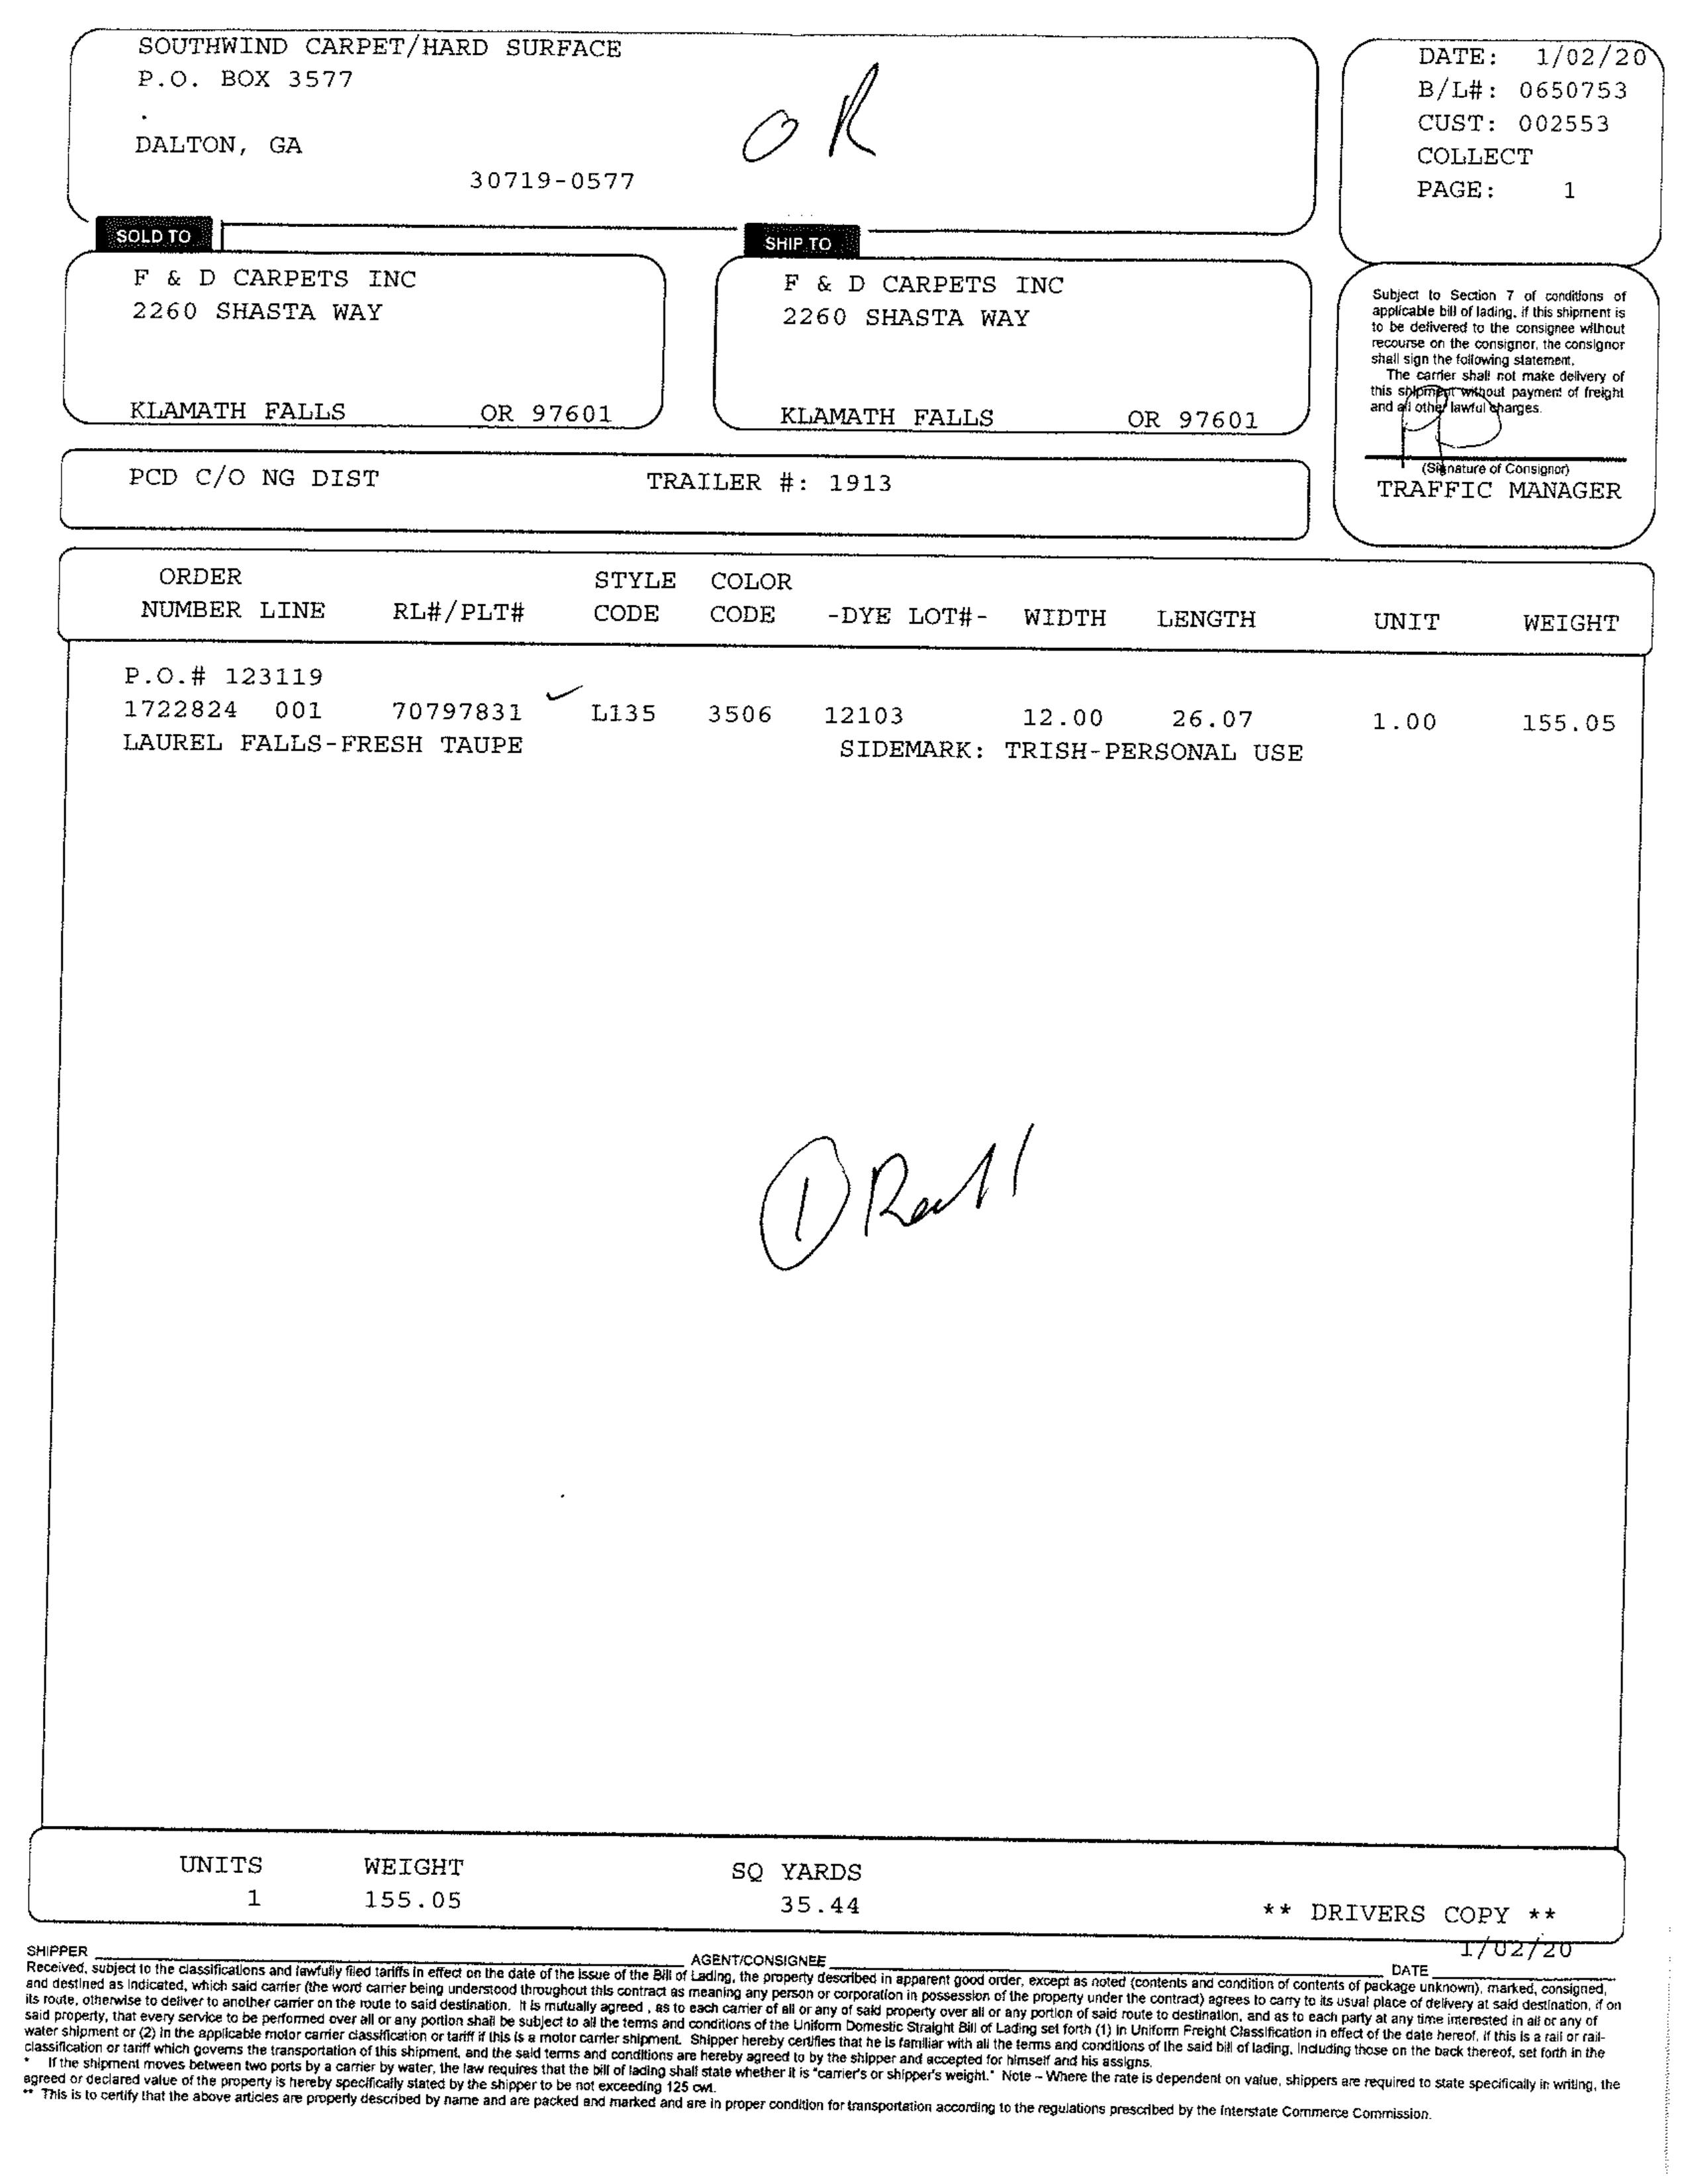 SOUTHWIND CARPET/HARD SURFACE
P.O. BOX 3577
.
DALTON, GA
30719-0577
OR
DATE: 1/02/20
B/L#: 0650753
CUST: 002553
COLLECT
PAGE: 1
SOLD TO
F & D CARPETS INC
2260 SHASTA WAY
KLAMATH FALLS OR 97601
SHIP TO
F & D CARPETS INC
2260 SHASTA WAY
KLAMATH FALLS OR 97601
Subject to Section 7 of conditions of
applicable bill of lading, if this shipment is
to be delivered to the consignee without
recourse on the consignor, the consignor
shall sign the following statement.
The carrier shall not make delivery of
this shipment without payment of freight
and all other lawful charges.
(Signature of Consignor)
TRAFFIC MANAGER
PCD C/O NG DIST TRAILER #: 1913
ORDER STYLE COLOR
NUMBER LINE RL#/PLT# CODE CODE -DYE LOT#- WIDTH LENGTH UNIT WEIGHT
P.O.# 123119
1722824 001 70797831 L135 3506 12103 12.00 26.07 1.00 155.05
LAUREL FALLS-FRESH TAUPE SIDEMARK: TRISH-PERSONAL USE
1
UNITS WEIGHT SQ YARDS
1 155.05 35.44
** DRIVERS COPY **
1/02/20
SHIPPER AGENT/CONSIGNEE DATE
Received, subject to the classifications and lawfully filed tariffs in effect on the date of the issue of the Bill of Lading, the property described in apparent good order, except as noted (contents and condition of contents of package unknown), marked, consigned,
and destined as indicated, which said carrier (the word carrier being understood throughout this contract as meaning any person or corporation in possession of the property under the contract) agrees to carry to its usual place of delivery at said destination, if on
its route, otherwise to deliver to another carrier on the route to said destination. It is mutually agreed , as to each carrier of all or any of said property over all or any portion of said route to destination, and as to each party at any time interested in all or any of
said property, that every service to be performed over all or any portion shall be subject to all the terms and conditions of the Uniform Domestic Straight Bill of Lading set forth (1) in Uniform Freight Classification in effect of the date hereof, if this is a rail or rail-
water shipment or (2) in the applicable motor carrier classification or tariff if this is a motor carrier shipment. Shipper hereby certifies that he is familiar with all the terms and conditions of the said bill of lading, including those on the back thereof, set forth in the
classification or tariff which governs the transportation of this shipment, and the said terms and conditions are hereby agreed to by the shipper and accepted for himself and his assigns.
* If the shipment moves between two ports by a carrier by water, the law requires that the bill of lading shall state whether it is "carrier's or shipper's weight." Note – Where the rate is dependent on value, shippers are required to state specifically in writing, the
agreed or declared value of the property is hereby specifically stated by the shipper to be not exceeding 125 cwt.
** This is to certify that the above articles are properly described by name and are packed and marked and are in proper condition for transportation according to the regulations prescribed by the Interstate Commerce Commission.